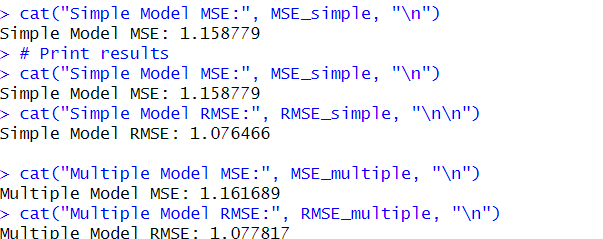 > cat("Simple Model MSE:", MSE_simple, "\n")
Simple Model MSE: 1.158779
> # Print results
> cat("Simple Model MSE:", MSE_simple, "\n")
Simple Model MSE: 1.158779
> cat("Simple Model RMSE:", RMSE_simple, "\n\n")
Simple Model RMSE: 1.076466
> cat("Multiple Model MSE:", MSE_multiple, "\n")
Multiple Model MSE: 1.161689
> cat("Multiple Model RMSE:", RMSE_multiple, "\n")
Multiple Model RMSE: 1.077817